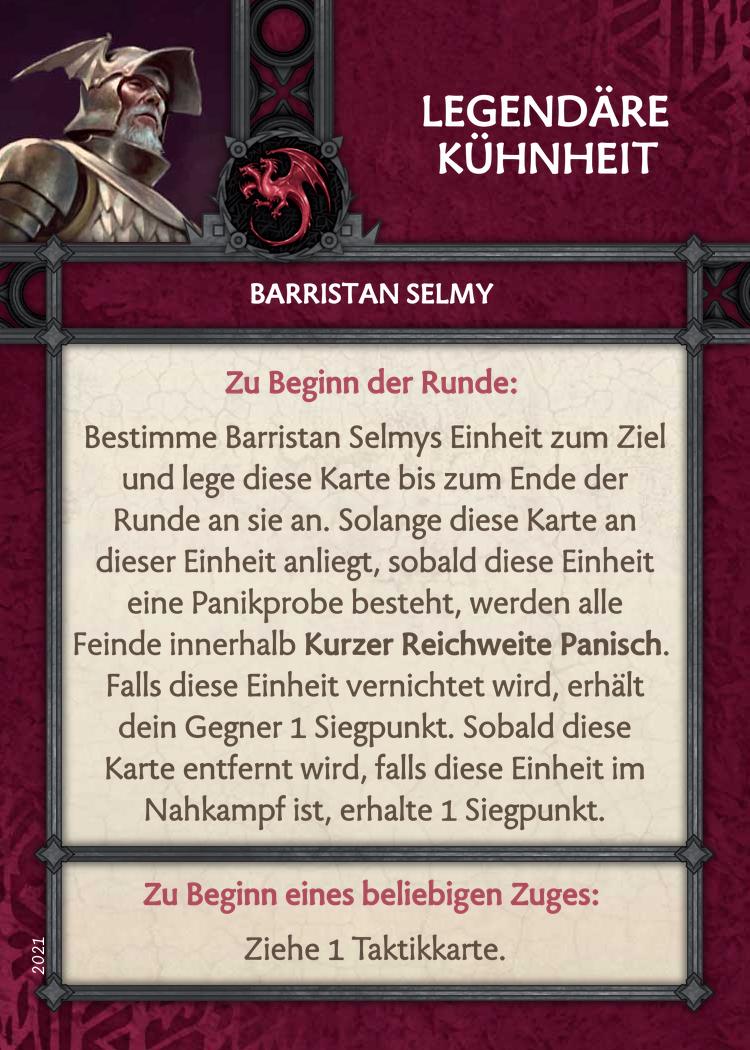 LEGENDÄRE
KÜHNHEIT
BARRISTAN SELMY
Zu Beginn der Runde:
Bestimme Barristan Selmys Einheit zum Ziel
und lege diese Karte bis zum Ende der
Runde an sie an. Solange diese Karte an
dieser Einheit anliegt, sobald diese Einheit
eine Panikprobe besteht, werden alle
Feinde innerhalb Kurzer Reichweite Panisch.
Falls diese Einheit vernichtet wird, erhält
dein Gegner 1 Siegpunkt. Sobald diese
Karte entfernt wird, falls diese Einheit im
Nahkampf ist, erhalte 1 Siegpunkt.
Zu Beginn eines beliebigen Zuges:
Ziehe 1 Taktikkarte.
2021